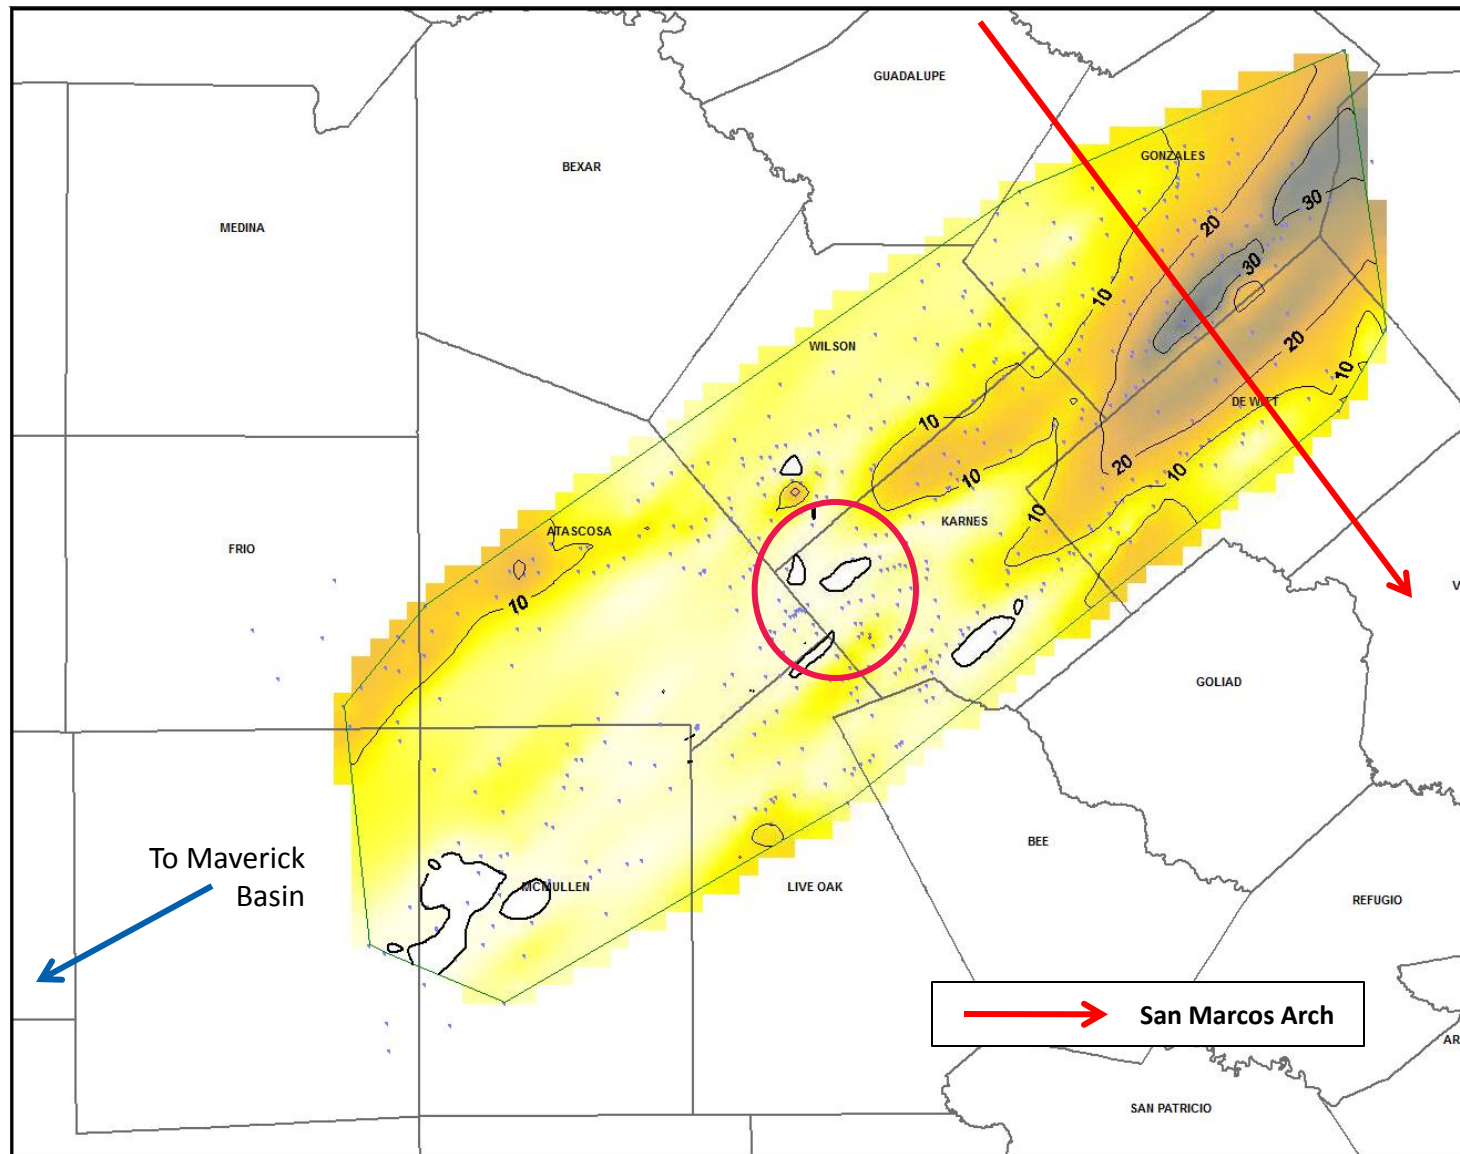 GUADALUPE
GONZALES
BEXAR
MEDINA
30
20
30
10
WILSON
20
10
DE WITT
10
20
10
10
KARNES
10
ATASCOSA
FRIO
10
V
GOLIAD
BEE
To Maverick
Basin
MCMULLEN
LIVE OAK
REFUGIO
San Marcos Arch
AR
SAN PATRICIO